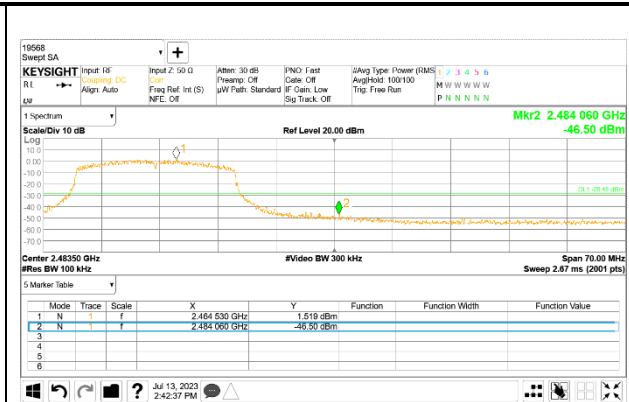 19568
Swept SA
+
KEYSIGHT Input: RF Input Z: 50 Ω Atten: 30 dB PNO: Fast #Avg Type: Power (RMS 1 2 3 4 5 6
RL Coupling: DC Corr Preamp: Off Gate: Off Avg|Hold: 100/100 M W W W W W
Align: Auto Freq Ref: Int (S) µW Path: Standard IF Gain: Low Trig: Free Run P N N N N N
NFE: Off Sig Track: Off
1 Spectrum Mkr2 2.484 060 GHz
Scale/Div 10 dB Ref Level 20.00 dBm -46.50 dBm
Log
10.0
0.00
-10.0
-20.0
-30.0
-40.0
-50.0
-60.0
-70.0
1
2
Center 2.48350 GHz #Video BW 300 kHz Span 70.00 MHz
#Res BW 100 kHz Sweep 2.67 ms (2001 pts)
5 Marker Table
Mode Trace Scale X Y Function Function Width Function Value
1 N 1 f 2.464 530 GHz 1.519 dBm
2 N 1 f 2.484 060 GHz -46.50 dBm
3
4
5
6
? Jul 13, 2023
2:42:37 PM